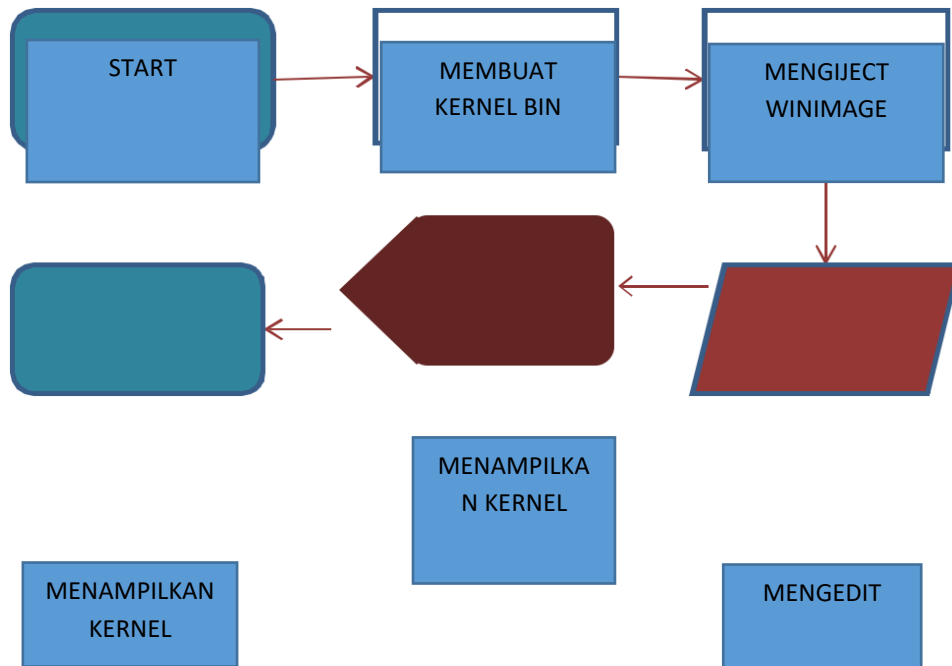 START
MEMBUAT
KERNEL BIN
MENGIJECT
WINIMAGE
MENAMPILKA
N KERNEL
MENAMPILKAN
KERNEL
MENGEDIT